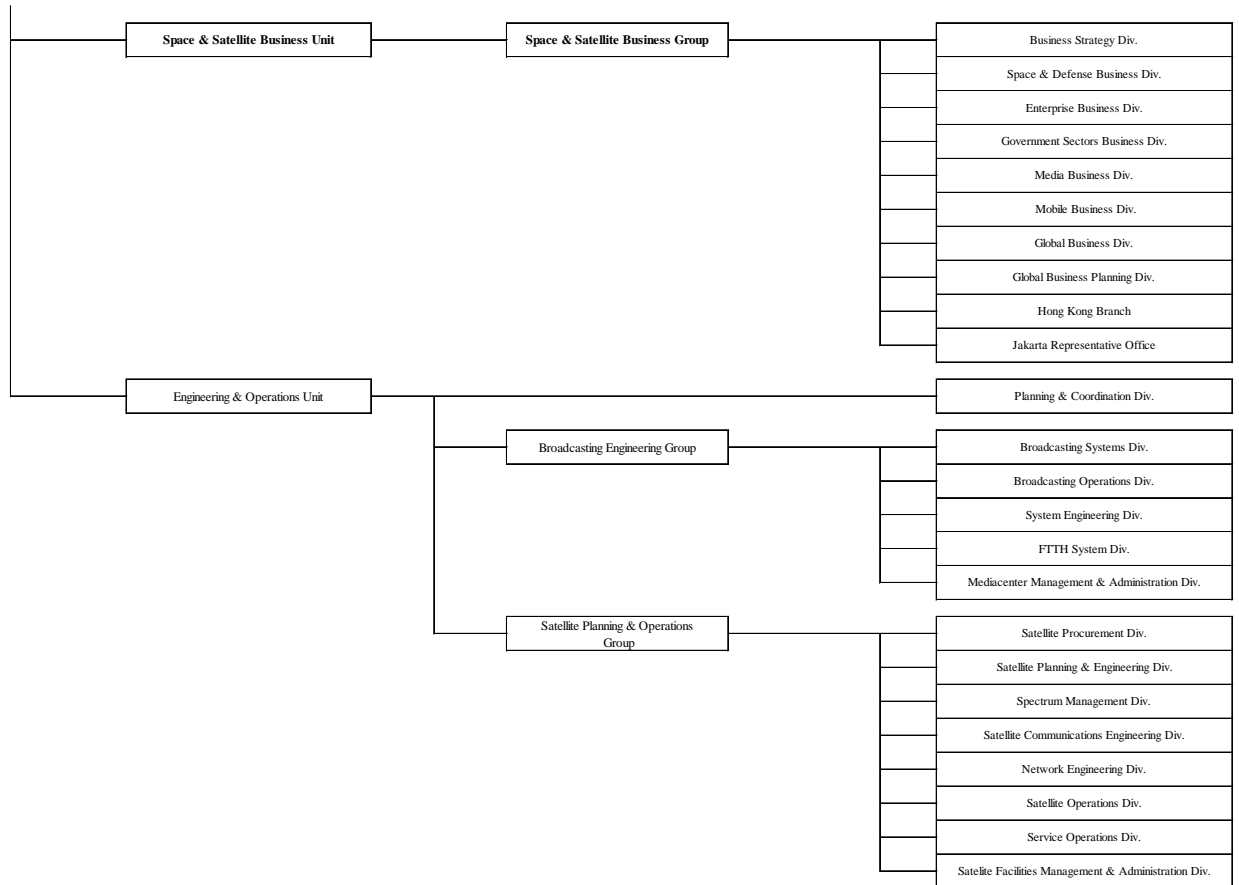 Space & Satellite Business Unit
Space & Satellite Business Group
Business Strategy Div.
Space & Defense Business Div.
Enterprise Business Div.
Government Sectors Business Div.
Media Business Div.
Mobile Business Div.
Global Business Div.
Global Business Planning Div.
Hong Kong Branch
Jakarta Representative Office
Engineering & Operations Unit
Planning & Coordination Div.
Broadcasting Engineering Group
Broadcasting Systems Div.
Broadcasting Operations Div.
System Engineering Div.
FTTH System Div.
Mediacenter Management & Administration Div.
Satellite Planning & Operations
Group
Satellite Procurement Div.
Satellite Planning & Engineering Div.
Spectrum Management Div.
Satellite Communications Engineering Div.
Network Engineering Div.
Satellite Operations Div.
Service Operations Div.
Satelite Facilities Management & Administration Div.